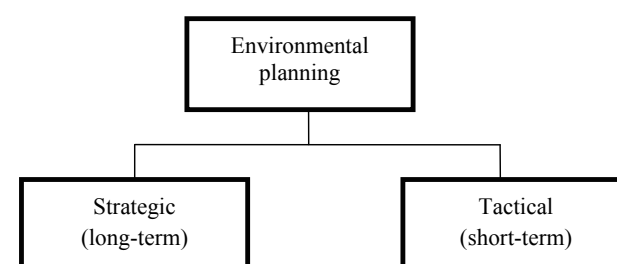 Environmental
planning
Strategic
(long-term)
Tactical
(short-term)